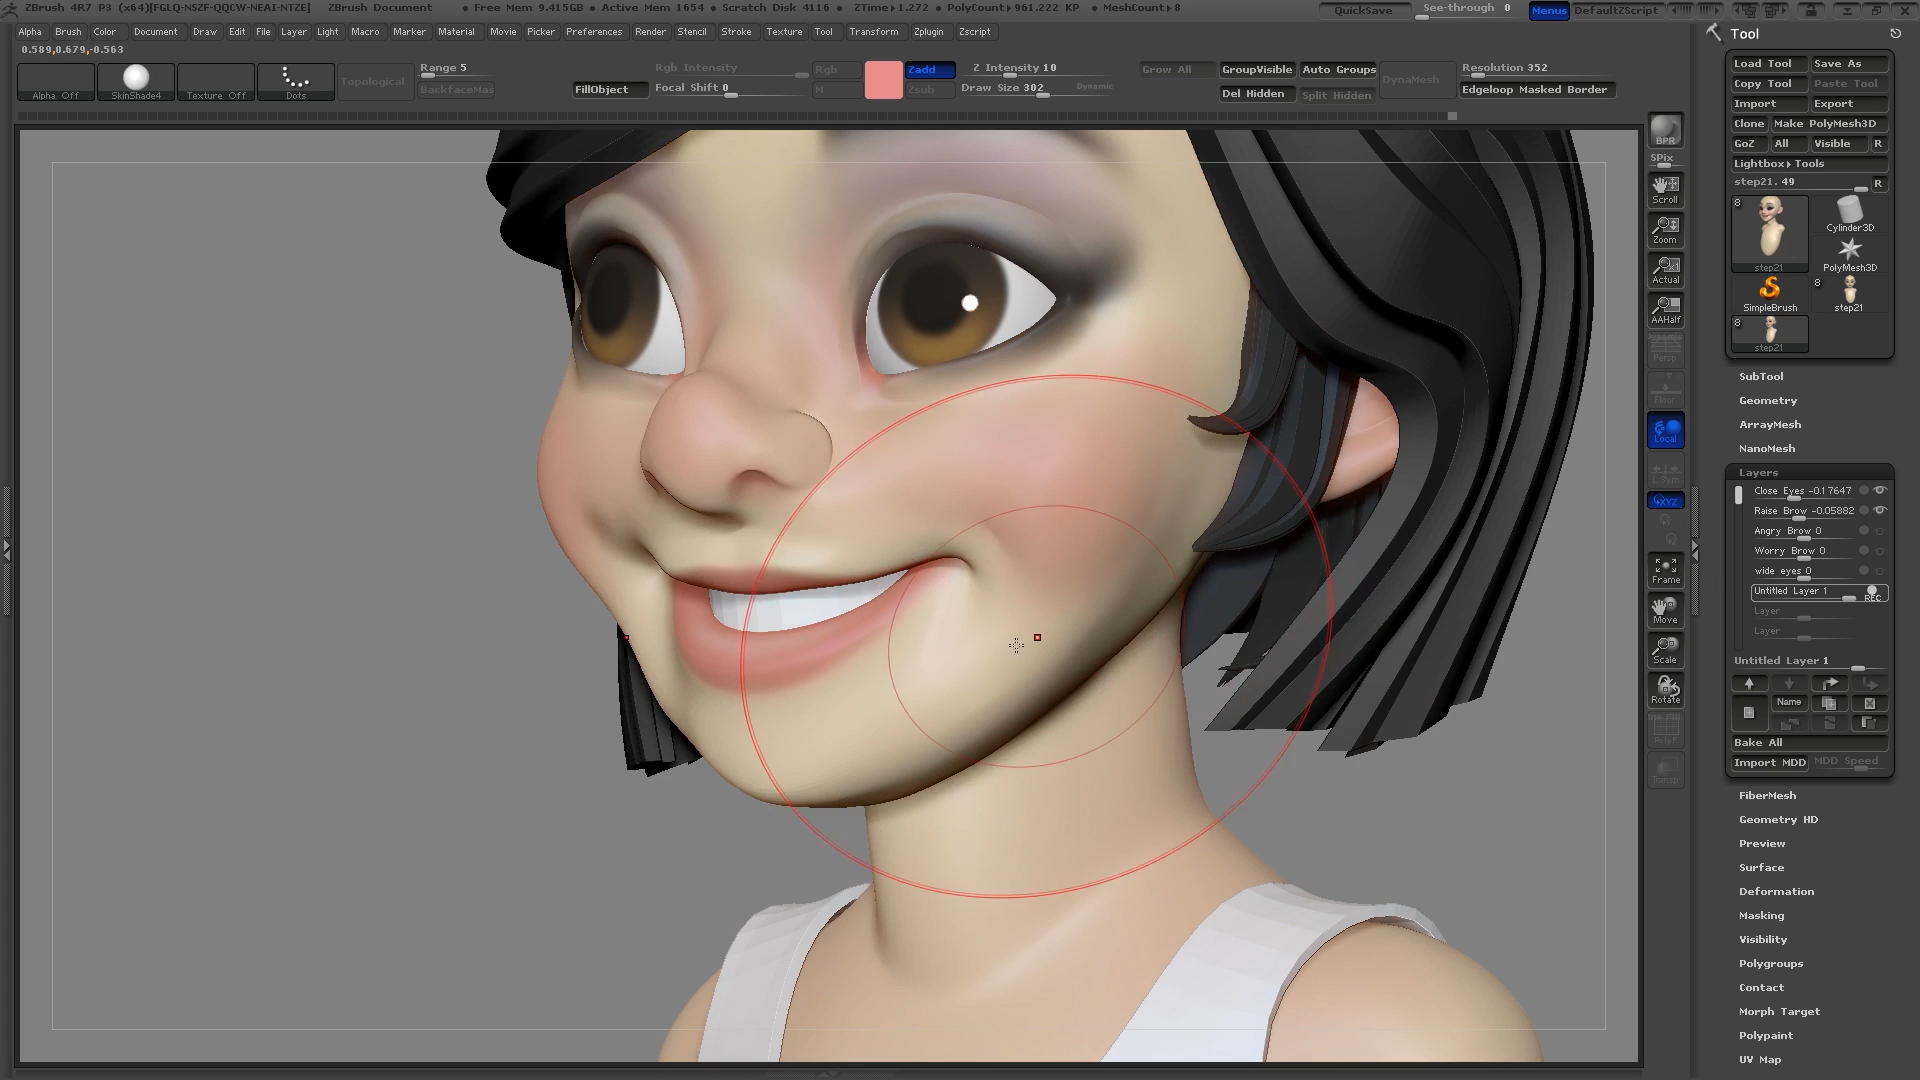 ZBrush 4R7 P3 (x64)[FGLQ-NSZF-QQCW-NEAI-NTZE] ZBrush Document • Free Mem 9.415GB • Active Mem 1654 • Scratch Disk 4116 • ZTime▸1.272 • PolyCount▸961.222 KP • MeshCount▸8 QuickSave See-through 0 Menus DefaultZScript
Alpha Brush Color Document Draw Edit File Layer Light Macro Marker Material Movie Picker Preferences Render Stencil Stroke Texture Tool Transform Zplugin Zscript
0.589,0.679,-0.563
Alpha Off SkinShade4 Texture Off Dots Topological
Range 5
BackfaceMas
FillObject
Rgb Intensity
Focal Shift 0
Rgb Zadd
M Zsub
Z Intensity 10
Draw Size 302 Dynamic
Grow All GroupVisible Auto Groups
Del Hidden Split Hidden
DynaMesh
Resolution 352
Edgeloop Masked Border
BPR
SPix
Scroll
Zoom
Actual
AAHalf
Persp
Floor
Local
L.Sym
XYZ
Frame
Move
Scale
Rotate
PolyF
Transp
Tool
Load Tool Save As
Copy Tool Paste Tool
Import Export
Clone Make PolyMesh3D
GoZ All Visible R
Lightbox▸Tools
step21. 49 R
8
step21
Cylinder3D
PolyMesh3D
SimpleBrush
8
step21
8
step21
SubTool
Geometry
ArrayMesh
NanoMesh
Layers
Close Eyes -0.17647
Raise Brow -0.05882
Angry Brow 0
Worry Brow 0
wide eyes 0
Untitled Layer 1 REC
Layer
Layer
Untitled Layer 1
Name
Bake All
Import MDD MDD Speed
FiberMesh
Geometry HD
Preview
Surface
Deformation
Masking
Visibility
Polygroups
Contact
Morph Target
Polypaint
UV Map